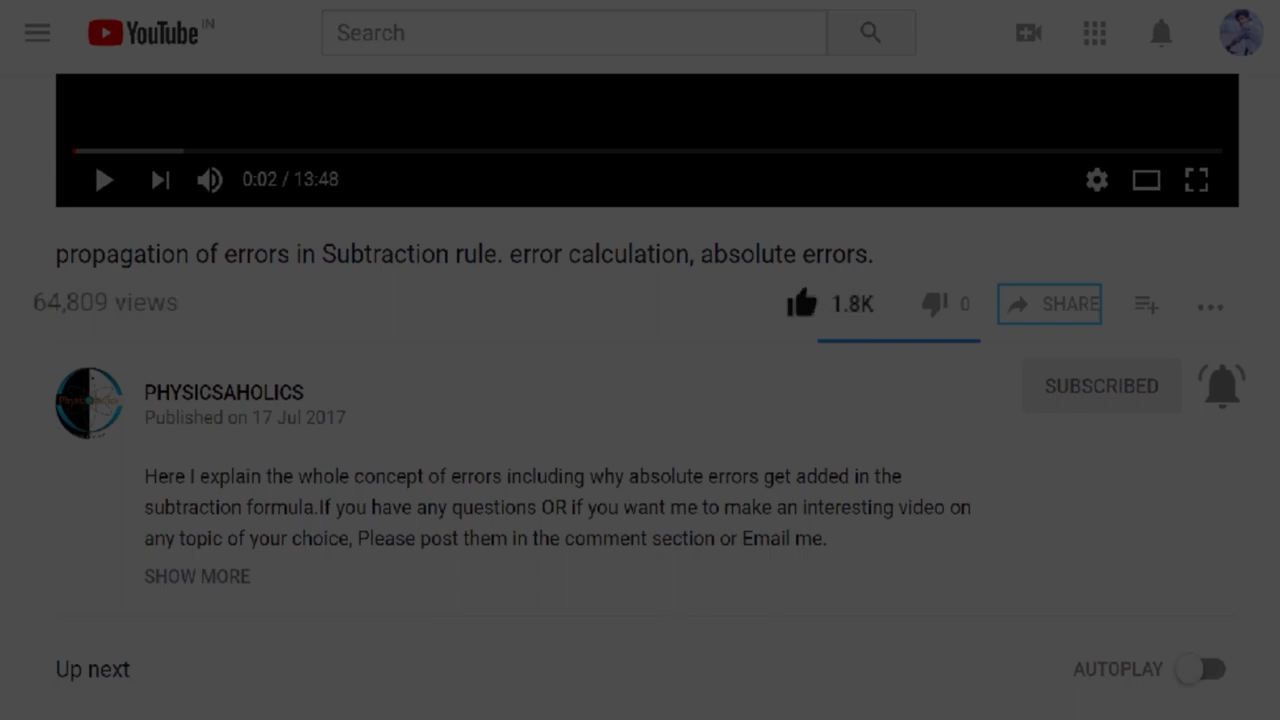 YouTube IN
Search
0:02 / 13:48
propagation of errors in Subtraction rule. error calculation, absolute errors.
64,809 views
1.8K
0
SHARE
PHYSICSAHOLICS
SUBSCRIBED
Published on 17 Jul 2017
Here I explain the whole concept of errors including why absolute errors get added in the
subtraction formula.If you have any questions OR if you want me to make an interesting video on
any topic of your choice, Please post them in the comment section or Email me.
SHOW MORE
Up next
AUTOPLAY